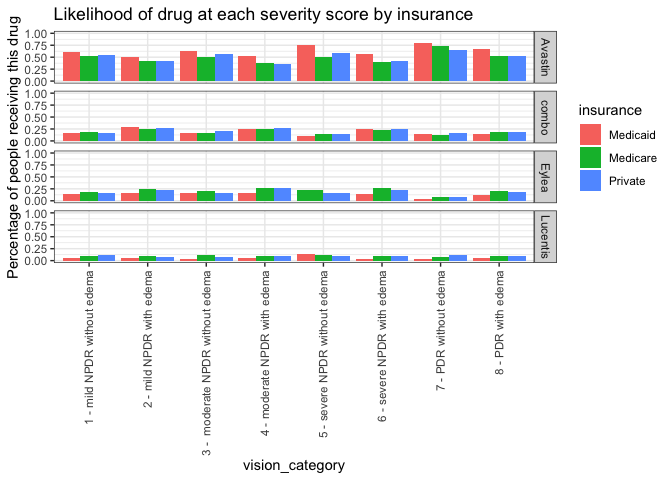 Likelihood of drug at each severity score by insurance
Percentage of people receiving this drug
1.00
0.75
0.50
0.25
0.00
Avastin
1.00
0.75
0.50
0.25
0.00
combo
1.00
0.75
0.50
0.25
0.00
Eylea
1.00
0.75
0.50
0.25
0.00
Lucentis
1 - mild NPDR without edema
2 - mild NPDR with edema
3 -  moderate NPDR without edema
4 - moderate NPDR with edema
5 - severe NPDR without edema
6 - severe NPDR with edema
7 - PDR without edema
8 - PDR with edema
vision_category
insurance
Medicaid
Medicare
Private